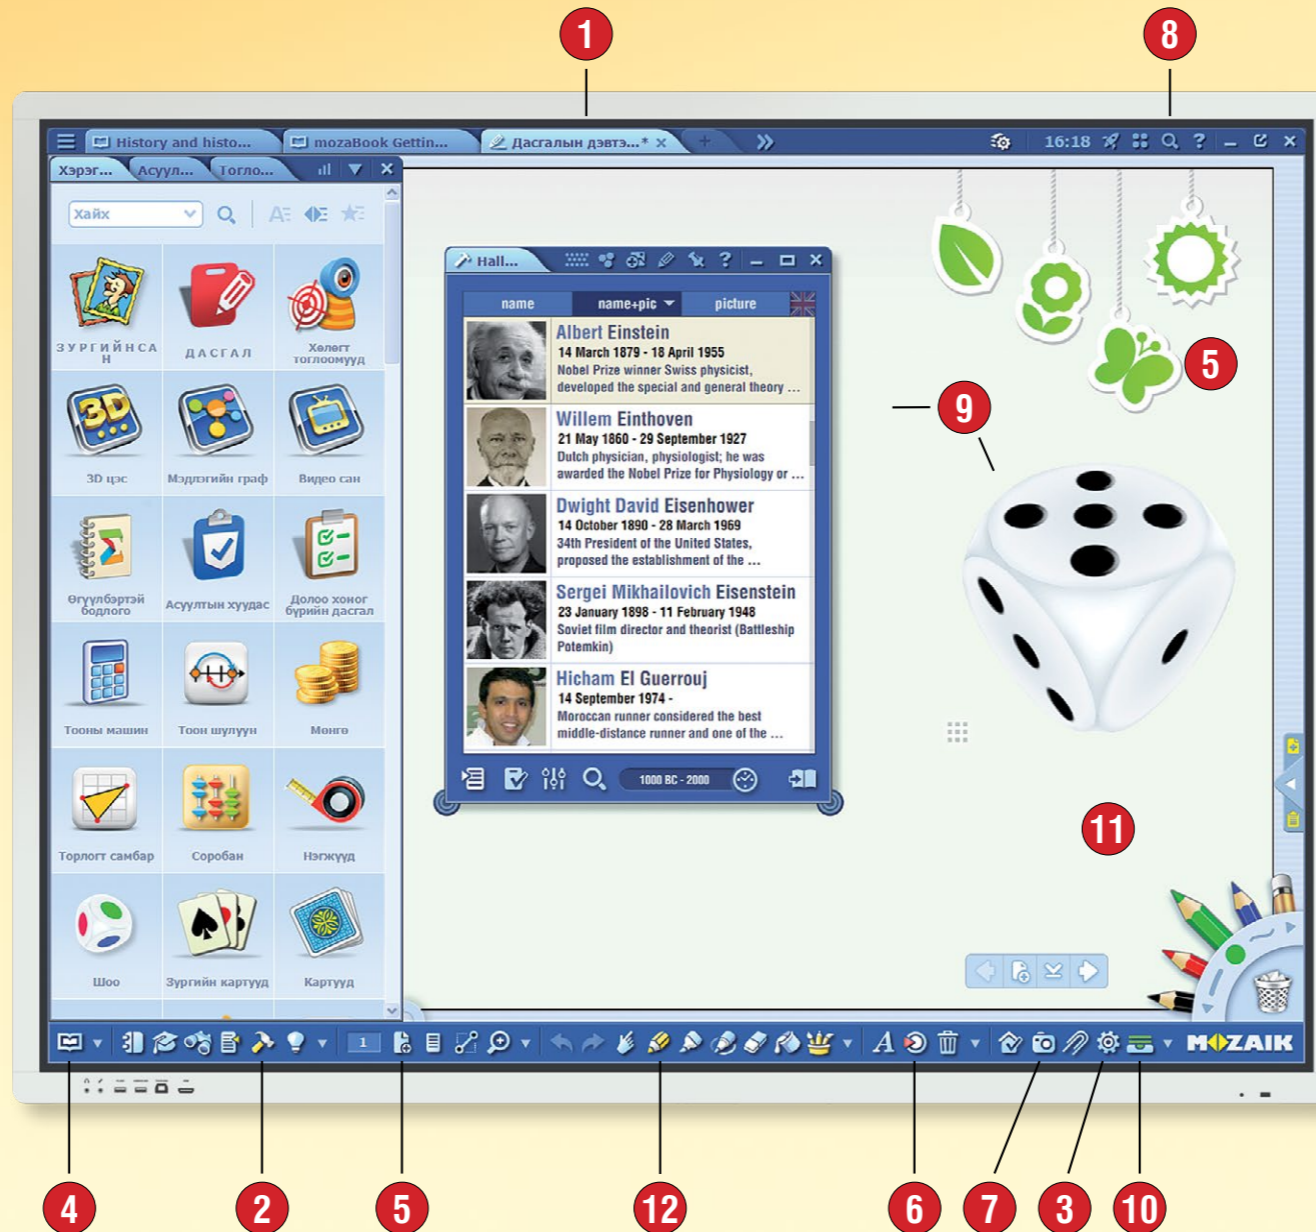 1
8
History and histo...
mozaBook Gettin...
Дасгалын дэвтэ...* ×
+
16:18
?
Хэрэг...
Асуул...
Тогло...
Хайх
ЗУРГИЙНСА
Н
ДАСГАЛ
Хөлөгт
тоглоомууд
3D
3D цэс
Мэдлэгийн граф
Видео сан
Өгүүлбэртэй
бодлого
Асуултын хуудас
Долоо хоног
бүрийн дасгал
Тооны машин
Тоон шулуун
Мөнгө
Торлогт самбар
Соробан
Нэгжүүд
Шоо
Зургийн картууд
Картууд
Hall...
?
name
name+pic
picture
Albert Einstein
14 March 1879 - 18 April 1955
Nobel Prize winner Swiss physicist,
developed the special and general theory ...
Willem Einthoven
21 May 1860 - 29 September 1927
Dutch physician, physiologist; he was
awarded the Nobel Prize for Physiology or ...
Dwight David Eisenhower
14 October 1890 - 28 March 1969
34th President of the United States,
proposed the establishment of the ...
Sergei Mikhailovich Eisenstein
23 January 1898 - 11 February 1948
Soviet film director and theorist (Battleship
Potemkin)
Hicham El Guerrouj
14 September 1974 -
Moroccan runner considered the best
middle-distance runner and one of the ...
1000 BC - 2000
5
9
11
1
A
MOZAIK
4
2
5
12
6
7
3
10